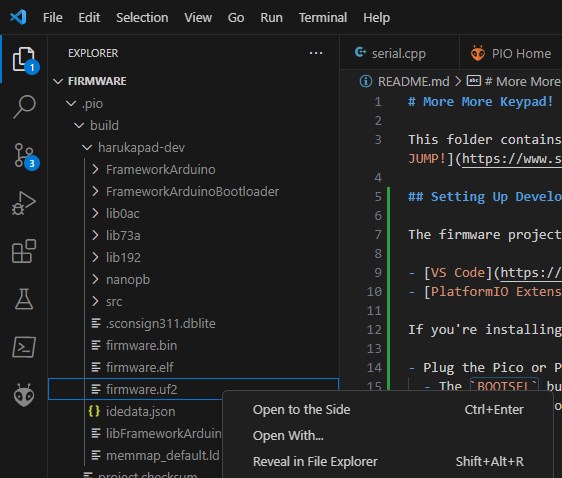 File Edit Selection View Go Run Terminal Help
EXPLORER
serial.cpp
PIO Home
1
FIRMWARE
README.md > # More More
.pio
build
harukapad-dev
FrameworkArduino
FrameworkArduinoBootloader
lib0ac
lib73a
lib192
nanopb
src
.sconsign311.dblite
firmware.bin
firmware.elf
firmware.uf2
idedata.json
libFrameworkArduin
memmap_default.ld
project.checksum
3
1 # More More Keypad!
2
3 This folder contains
JUMP!](https://www.s
4
5 ## Setting Up Develo
6
7 The firmware project
8
9 - [VS Code](https://
10 - [PlatformIO Extens
11
12 If you're installing
13
14 - Plug the Pico or P
15 - The `BOOTSEL` bu
Open to the Side Ctrl+Enter
Open With...
Reveal in File Explorer Shift+Alt+R